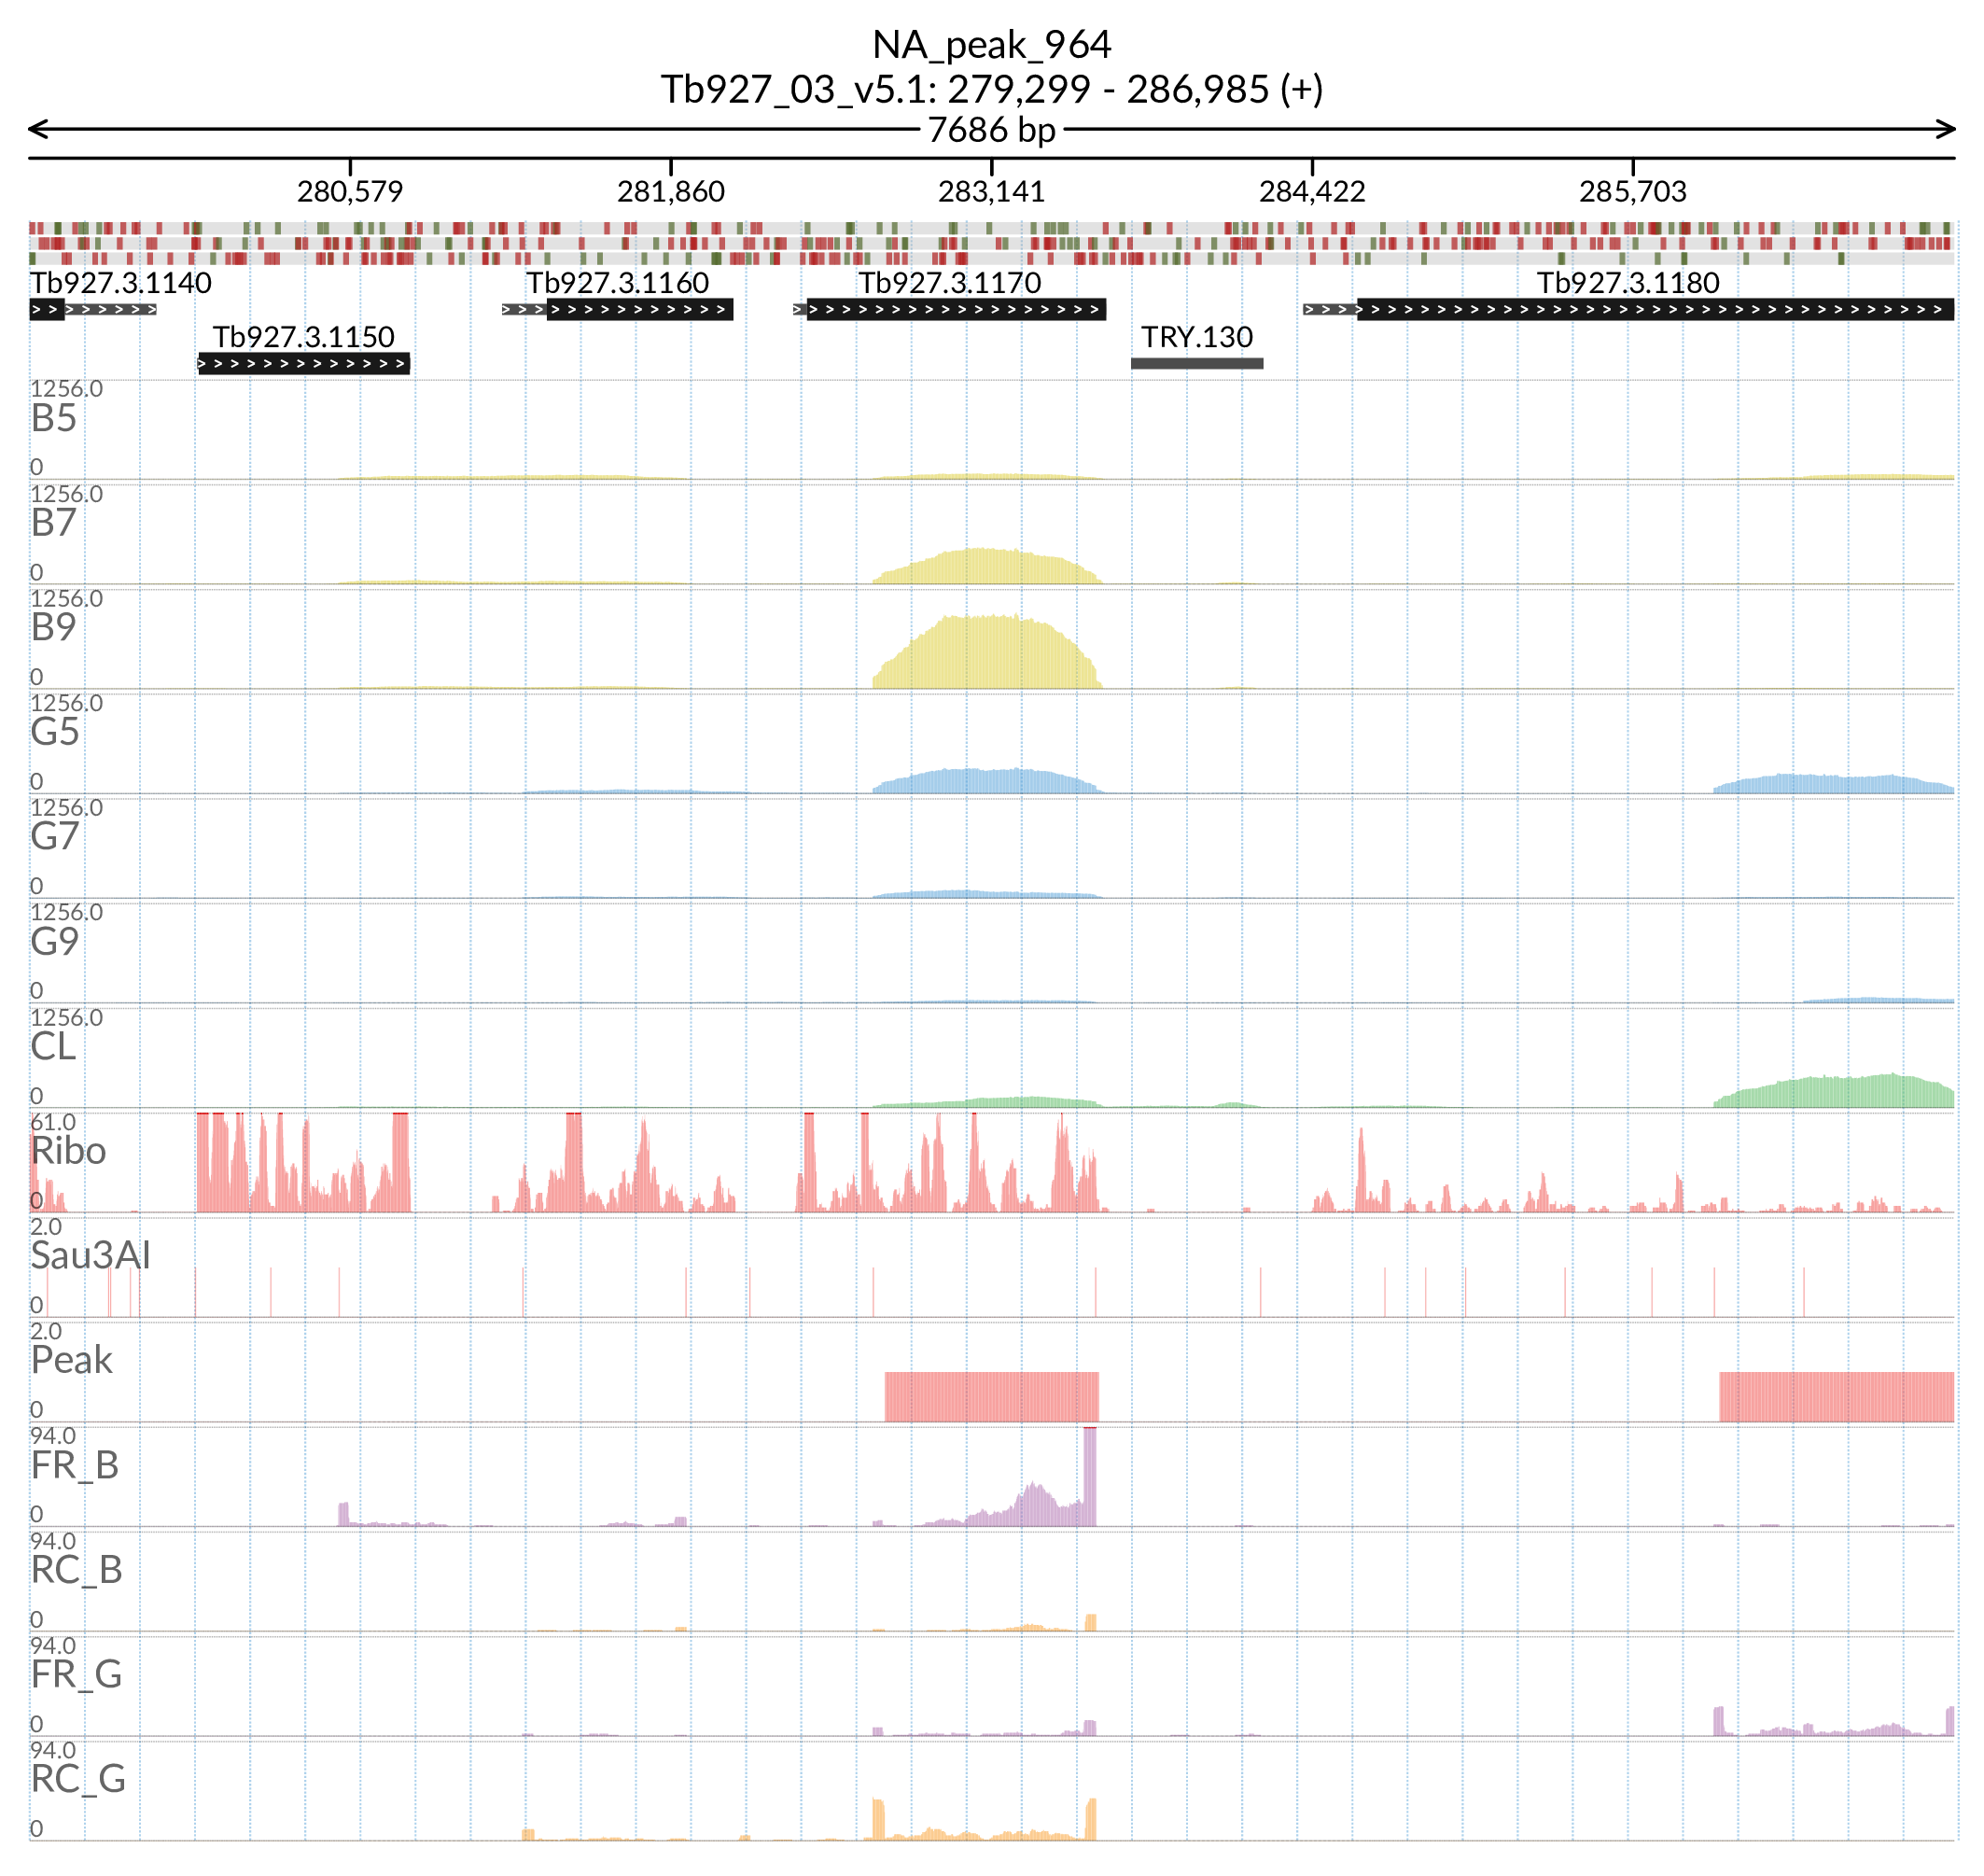 NA_peak_964
Tb927_03_v5.1: 279,299 - 286,985 (+)
7686 bp
280,579 281,860 283,141 284,422 285,703
Tb927.3.1140 Tb927.3.1160 Tb927.3.1170 Tb927.3.1180
Tb927.3.1150 TRY.130
1256.0
B5
0
1256.0
B7
0
1256.0
B9
0
1256.0
G5
0
1256.0
G7
0
1256.0
G9
0
1256.0
CL
0
61.0
Ribo
0
2.0
Sau3AI
0
2.0
Peak
0
94.0
FR_B
0
94.0
RC_B
0
94.0
FR_G
0
94.0
RC_G
0